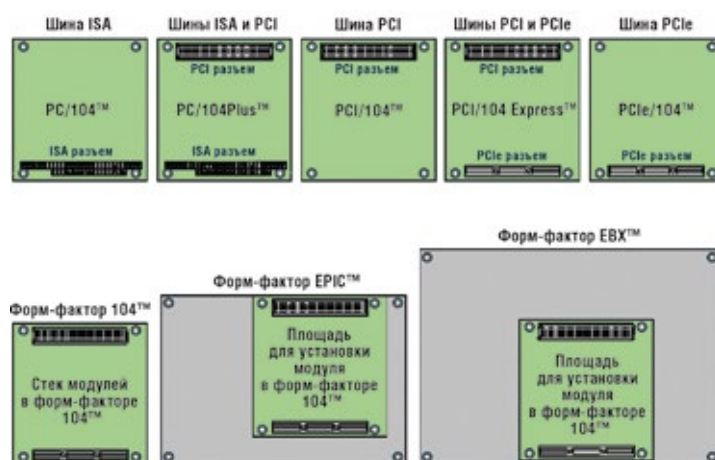 Шина ISA
Шины ISA и PCI
Шина PCI
Шины PCI и PCIe
Шина PCIe
PCI разъем
PCI разъем
PCI разъем
PC/104™
PC/104Plus™
PCI/104™
PCI/104 Express™
PCIe/104™
ISA разъем
ISA разъем
PCIe разъем
PCIe разъем
Форм-фактор 104™
Стек модулей
в форм-факторе
104™
Форм-фактор EPIC™
Площадь
для установки
модуля
в форм-факторе
104™
Форм-фактор EBX™
Площадь
для установки
модуля
в форм-факторе
104™